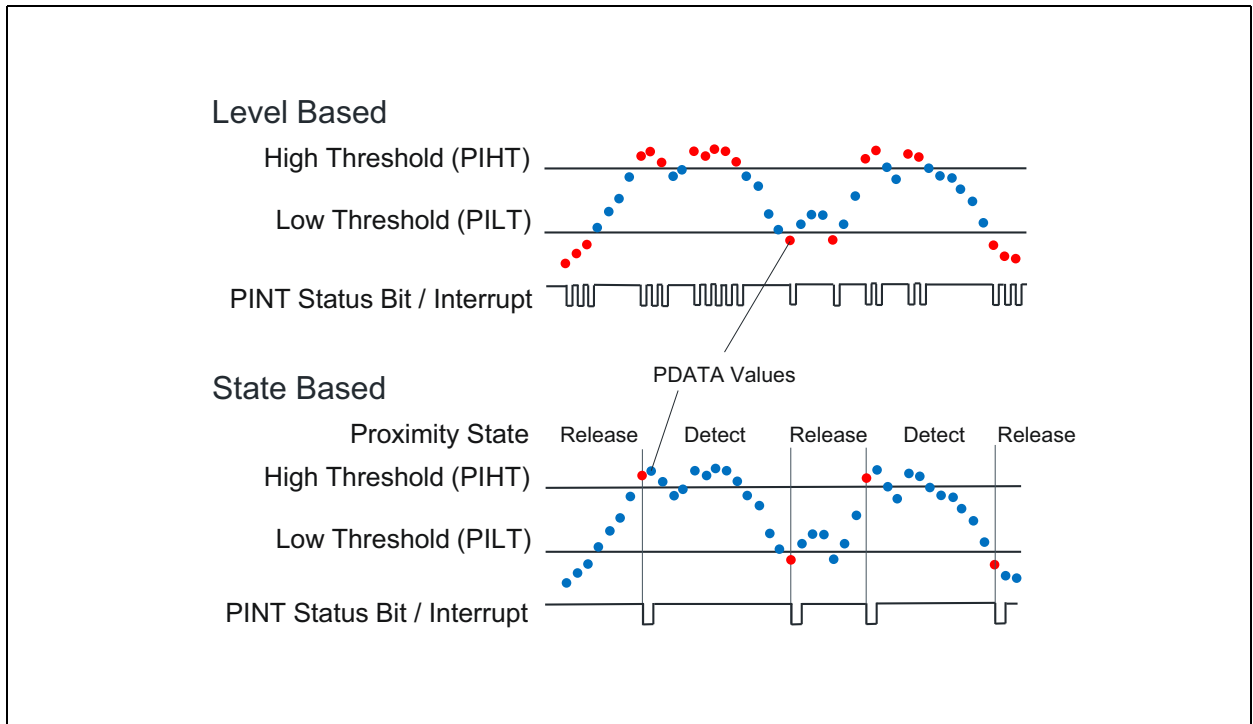 Level Based
High Threshold (PIHT)
Low Threshold (PILT)
PINT Status Bit / Interrupt
PDATA Values
State Based
Proximity State Release Detect Release Detect Release
High Threshold (PIHT)
Low Threshold (PILT)
PINT Status Bit / Interrupt